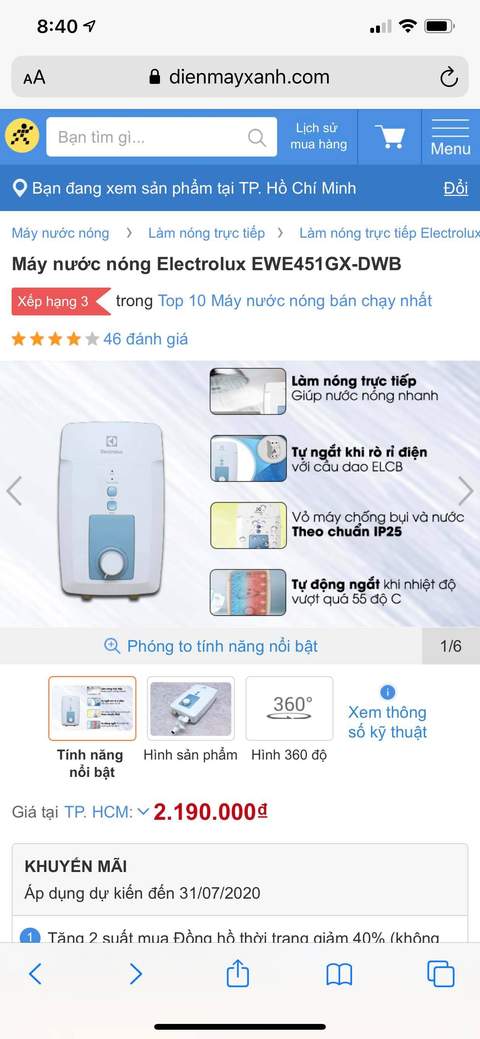 8:40
AA dienmayxanh.com
Bạn tìm gì...
Lịch sử
mua hàng
Menu
Bạn đang xem sản phẩm tại TP. Hồ Chí Minh Đổi
Máy nước nóng Làm nóng trực tiếp Làm nóng trực tiếp Electrolux
Máy nước nóng Electrolux EWE451GX-DWB
Xếp hạng 3 trong Top 10 Máy nước nóng bán chạy nhất
46 đánh giá
Electrolux
Làm nóng trực tiếp
Giúp nước nóng nhanh
Tự ngắt khi rò rỉ điện
với cầu dao ELCB
Vỏ máy chống bụi và nước
Theo chuẩn IP25
Tự động ngắt khi nhiệt độ
vượt quá 55 độ C
Phóng to tính năng nổi bật
1/6
360°
Tính năng
nổi bật
Hình sản phẩm
Hình 360 độ
Xem thông
số kỹ thuật
Giá tại TP. HCM: 2.190.000₫
KHUYẾN MÃI
Áp dụng dự kiến đến 31/07/2020
1 Tặng 2 suất mua Đồng hồ thời trang giảm 40% (không